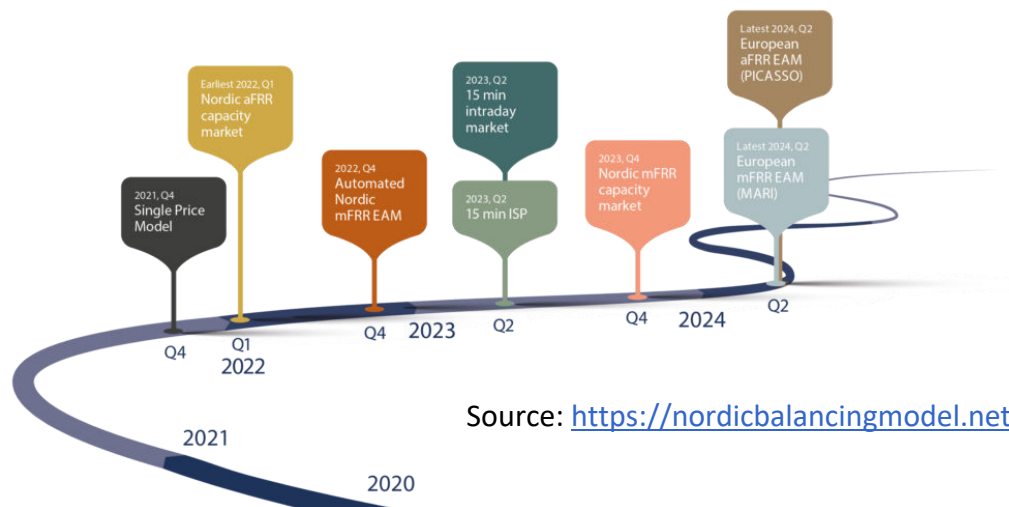 Latest 2024, Q2
European
aFRR EAM
(PICASSO)
Earliest 2022, Q1
Nordic aFRR
capacity
market
2023, Q2
15 min
intraday
market
Latest 2024, Q2
European
mFRR EAM
(MARI)
2022, Q4
Automated
Nordic
mFRR EAM
2023, Q4
Nordic mFRR
capacity
market
2021, Q4
Single Price
Model
2023, Q2
15 min ISP
Q4
Q1
2022
Q4
2023
Q2
Q4
2024
Q2
Source: https://nordicbalancingmodel.net
2021
2020